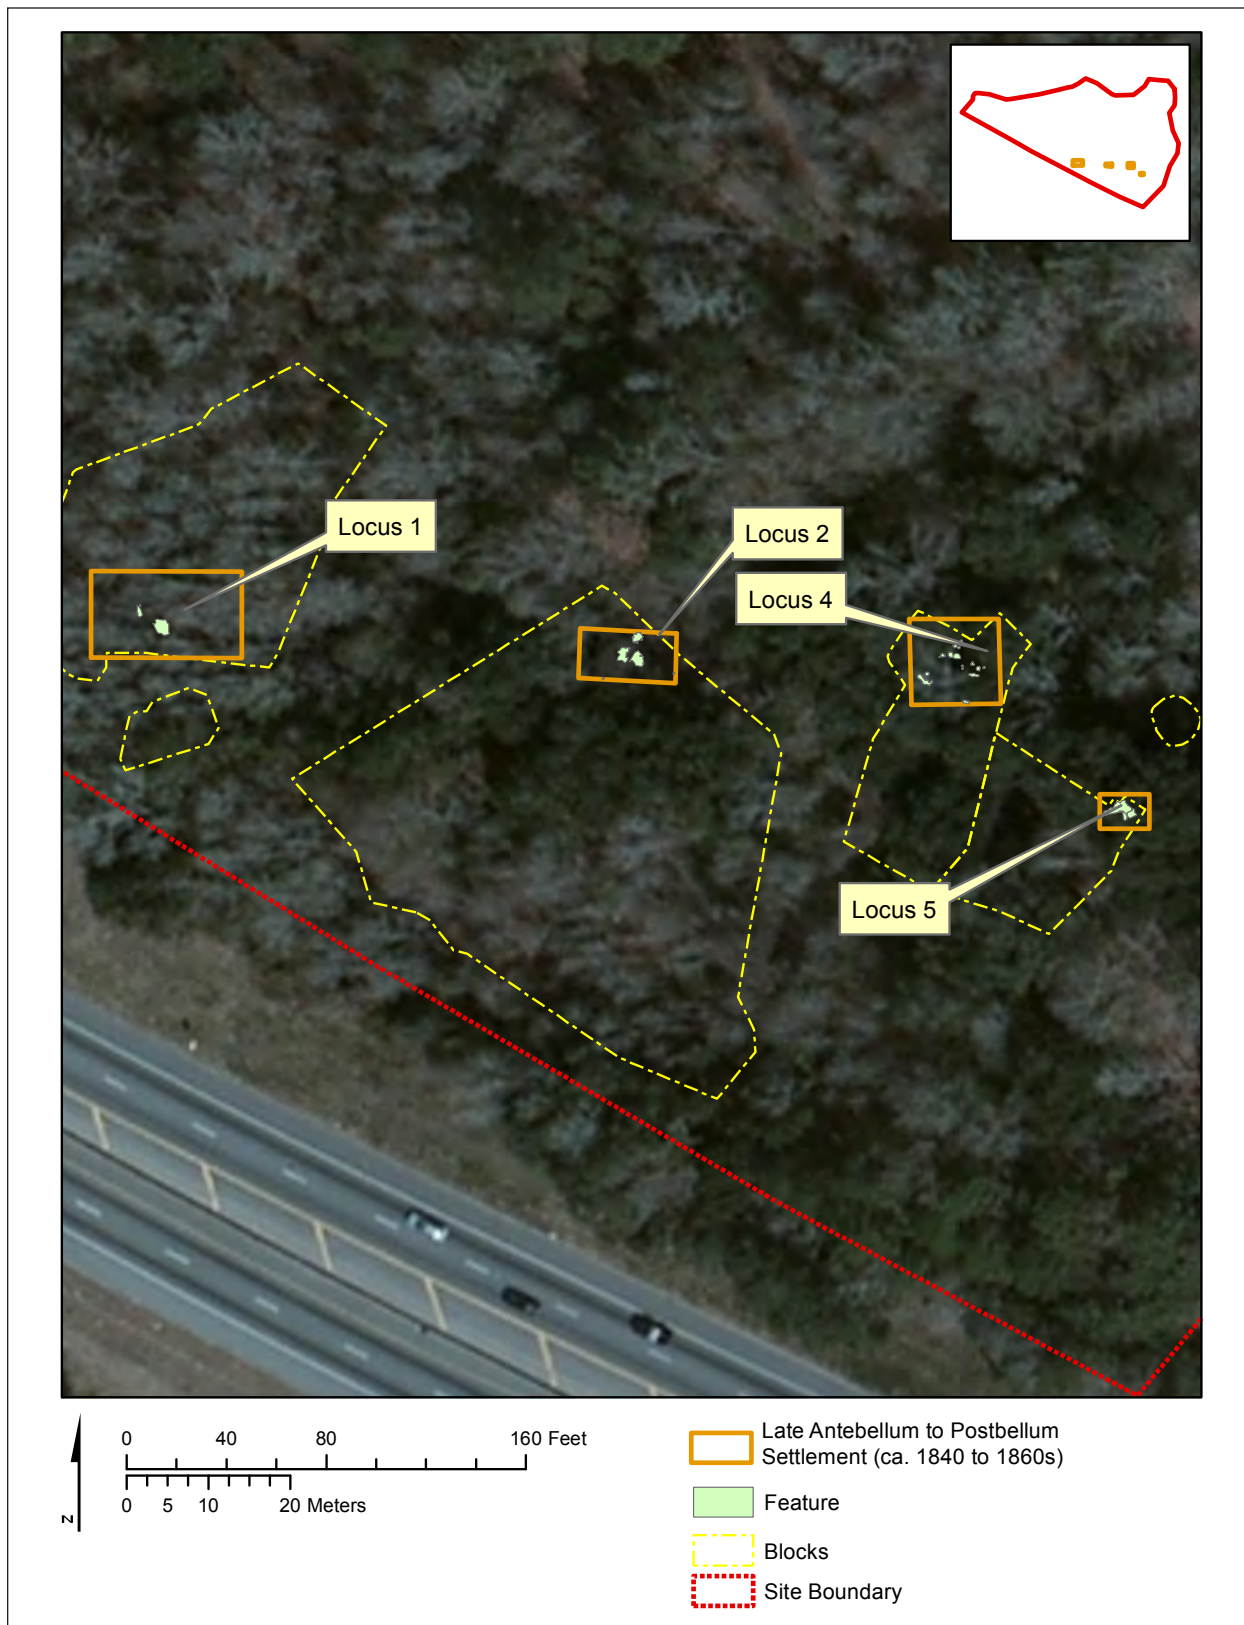 Locus 1
Locus 2
Locus 4
Locus 5
0 40 80 160 Feet
0 5 10 20 Meters
N
Late Antebellum to Postbellum
Settlement (ca. 1840 to 1860s)
Feature
Blocks
Site Boundary